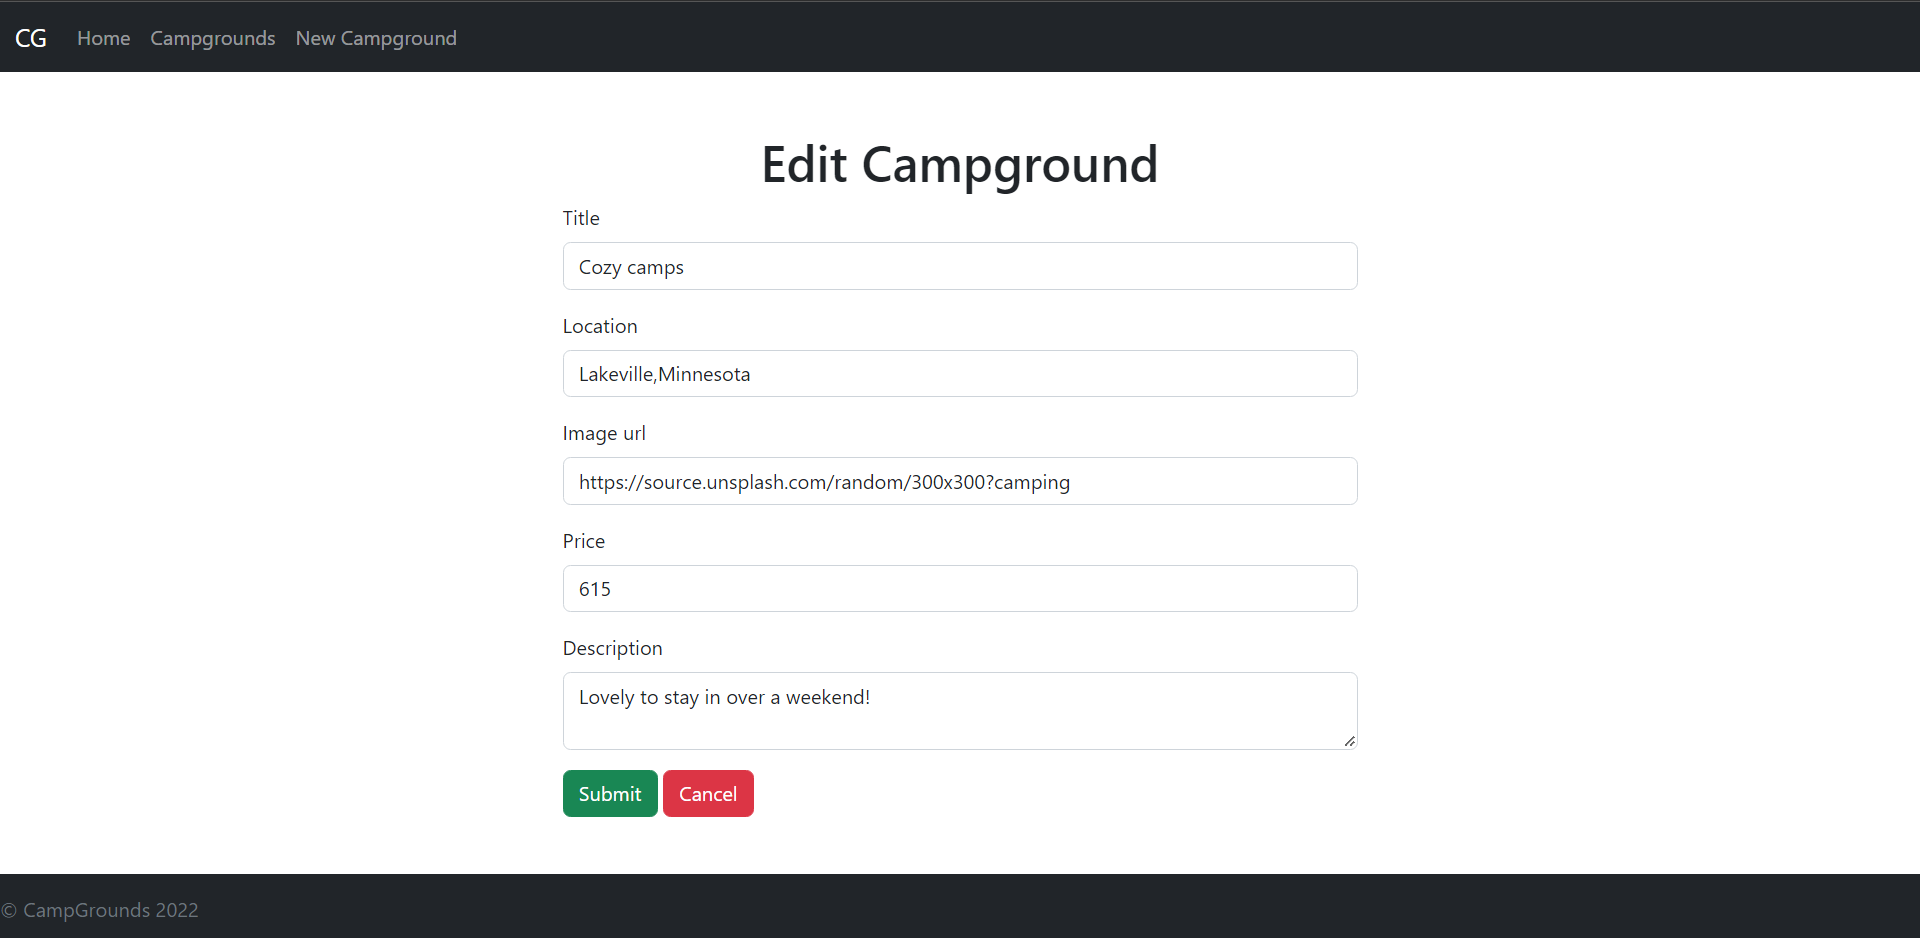 CG Home Campgrounds New Campground
Edit Campground
Title
Cozy camps
Location
Lakeville,Minnesota
Image url
https://source.unsplash.com/random/300x300?camping
Price
615
Description
Lovely to stay in over a weekend!
Submit Cancel
© CampGrounds 2022